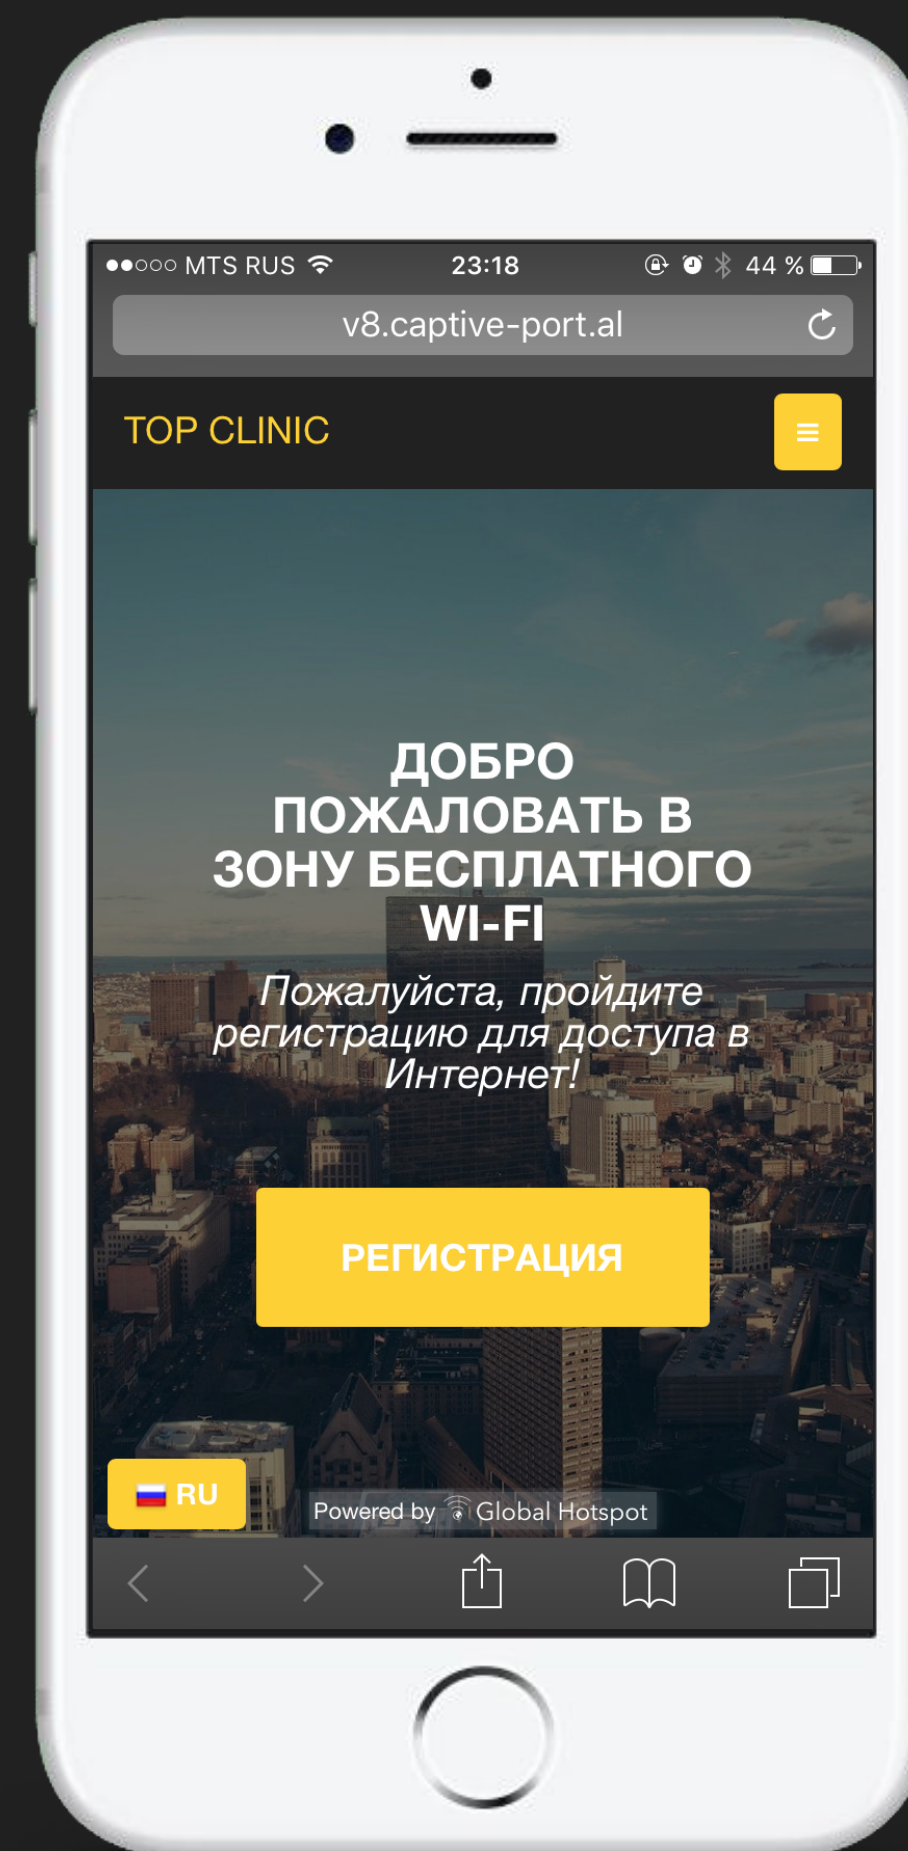 MTS RUS 23:18 44 %
v8.captive-port.al
TOP CLINIC
ДОБРО
ПОЖАЛОВАТЬ В
ЗОНУ БЕСПЛАТНОГО
WI-FI
Пожалуйста, пройдите
регистрацию для доступа в
Интернет!
РЕГИСТРАЦИЯ
RU
Powered by Global Hotspot